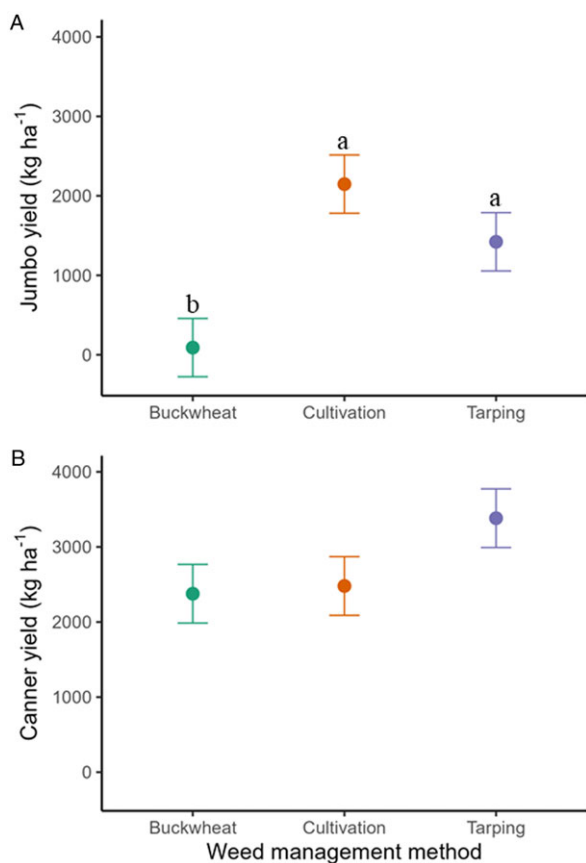 A
4000
3000
2000
1000
0
Jumbo yield (kg ha⁻¹)
b
a
a
Buckwheat Cultivation Tarping
B
4000
3000
2000
1000
0
Canner yield (kg ha⁻¹)
Buckwheat Cultivation Tarping
Weed management method